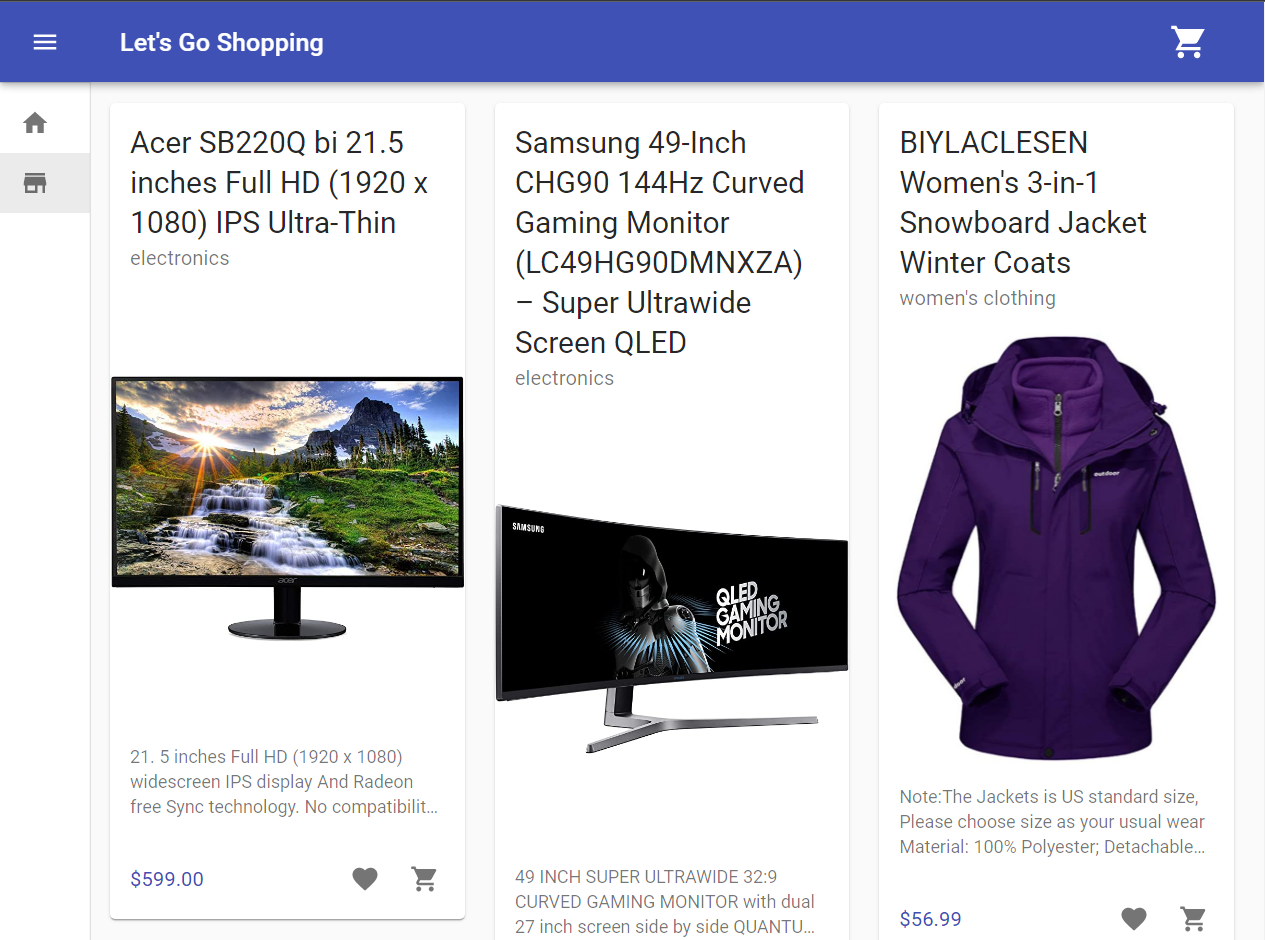 Let's Go Shopping
Acer SB220Q bi 21.5
inches Full HD (1920 x
1080) IPS Ultra-Thin
electronics
acer
21. 5 inches Full HD (1920 x 1080)
widescreen IPS display And Radeon
free Sync technology. No compatibilit…
$599.00
Samsung 49-Inch
CHG90 144Hz Curved
Gaming Monitor
(LC49HG90DMNXZA)
– Super Ultrawide
Screen QLED
electronics
SAMSUNG
QLED
GAMING
MONITOR
49 INCH SUPER ULTRAWIDE 32:9
CURVED GAMING MONITOR with dual
27 inch screen side by side QUANTU…
BIYLACLESEN
Women's 3-in-1
Snowboard Jacket
Winter Coats
women's clothing
outdoor
Note:The Jackets is US standard size,
Please choose size as your usual wear
Material: 100% Polyester; Detachable…
$56.99